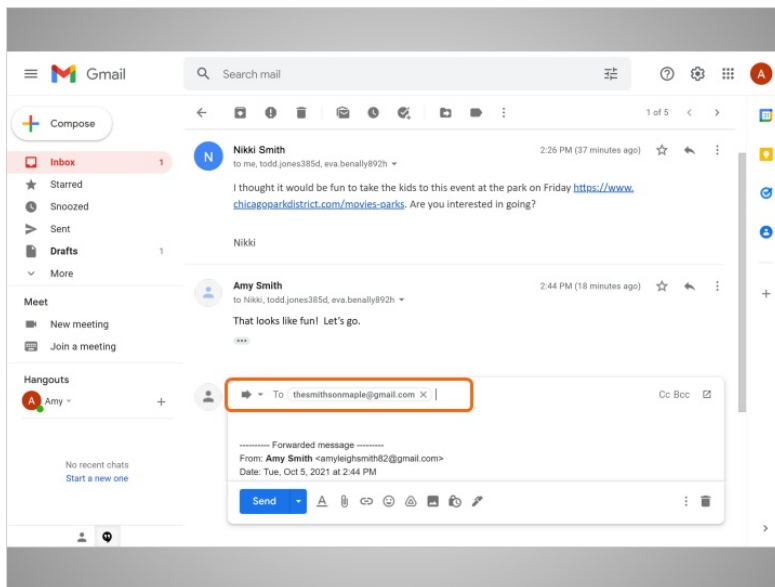 Gmail
Search mail
A
Compose
1 of 5
Inbox 1
Starred
Snoozed
Sent
Drafts 1
More
Meet
New meeting
Join a meeting
Hangouts
A Amy
No recent chats
Start a new one
N
Nikki Smith 2:26 PM (37 minutes ago)
to me, todd.jones385d, eva.benally892h
I thought it would be fun to take the kids to this event at the park on Friday https://www.
chicagoparkdistrict.com/movies-parks. Are you interested in going?
Nikki
Amy Smith 2:44 PM (18 minutes ago)
to Nikki, todd.jones385d, eva.benally892h
That looks like fun! Let's go.
To thesmithsonmaple@gmail.com Cc Bcc
---------- Forwarded message ---------
From: Amy Smith <amyleighsmith82@gmail.com>
Date: Tue, Oct 5, 2021 at 2:44 PM
Send A